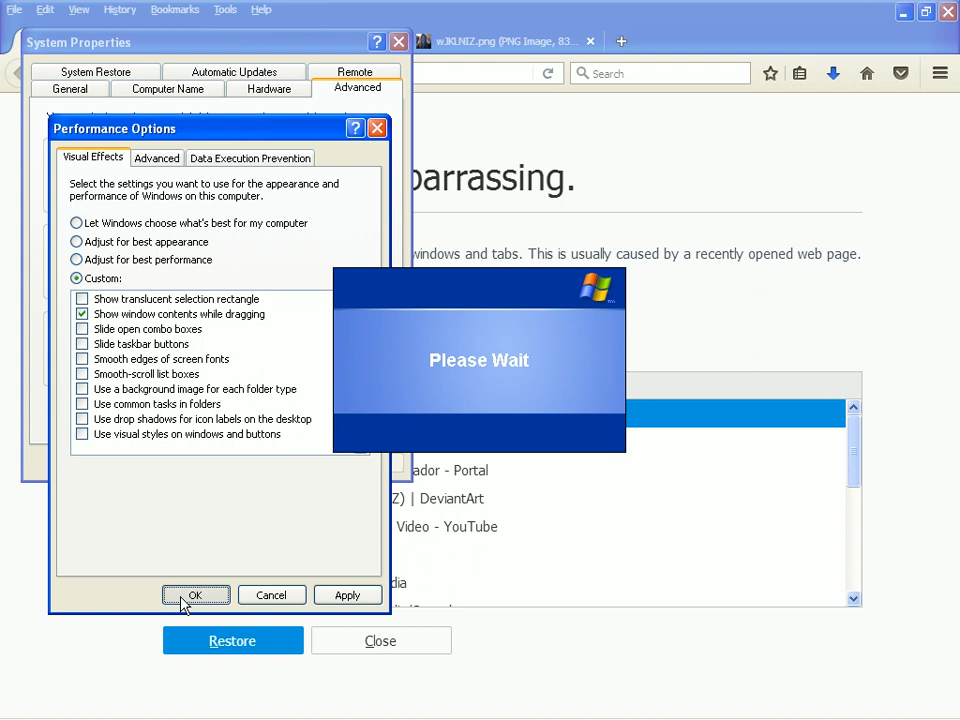 File Edit View History Bookmarks Tools Help
System Properties
wJKLNIZ.png (PNG Image, 83...
Search
System Restore Automatic Updates Remote
General Computer Name Hardware Advanced
Performance Options
Visual Effects Advanced Data Execution Prevention
barrassing.
Select the settings you want to use for the appearance and
performance of Windows on this computer.
Let Windows choose what's best for my computer
Adjust for best appearance
windows and tabs. This is usually caused by a recently opened web page.
Adjust for best performance
Custom:
Show translucent selection rectangle
Show window contents while dragging
Slide open combo boxes
Slide taskbar buttons
Smooth edges of screen fonts
Smooth-scroll list boxes
Use a background image for each folder type
Use common tasks in folders
Use drop shadows for icon labels on the desktop
Use visual styles on windows and buttons
Please Wait
ador - Portal
Z) | DeviantArt
Video - YouTube
dia
OK Cancel Apply
Restore Close